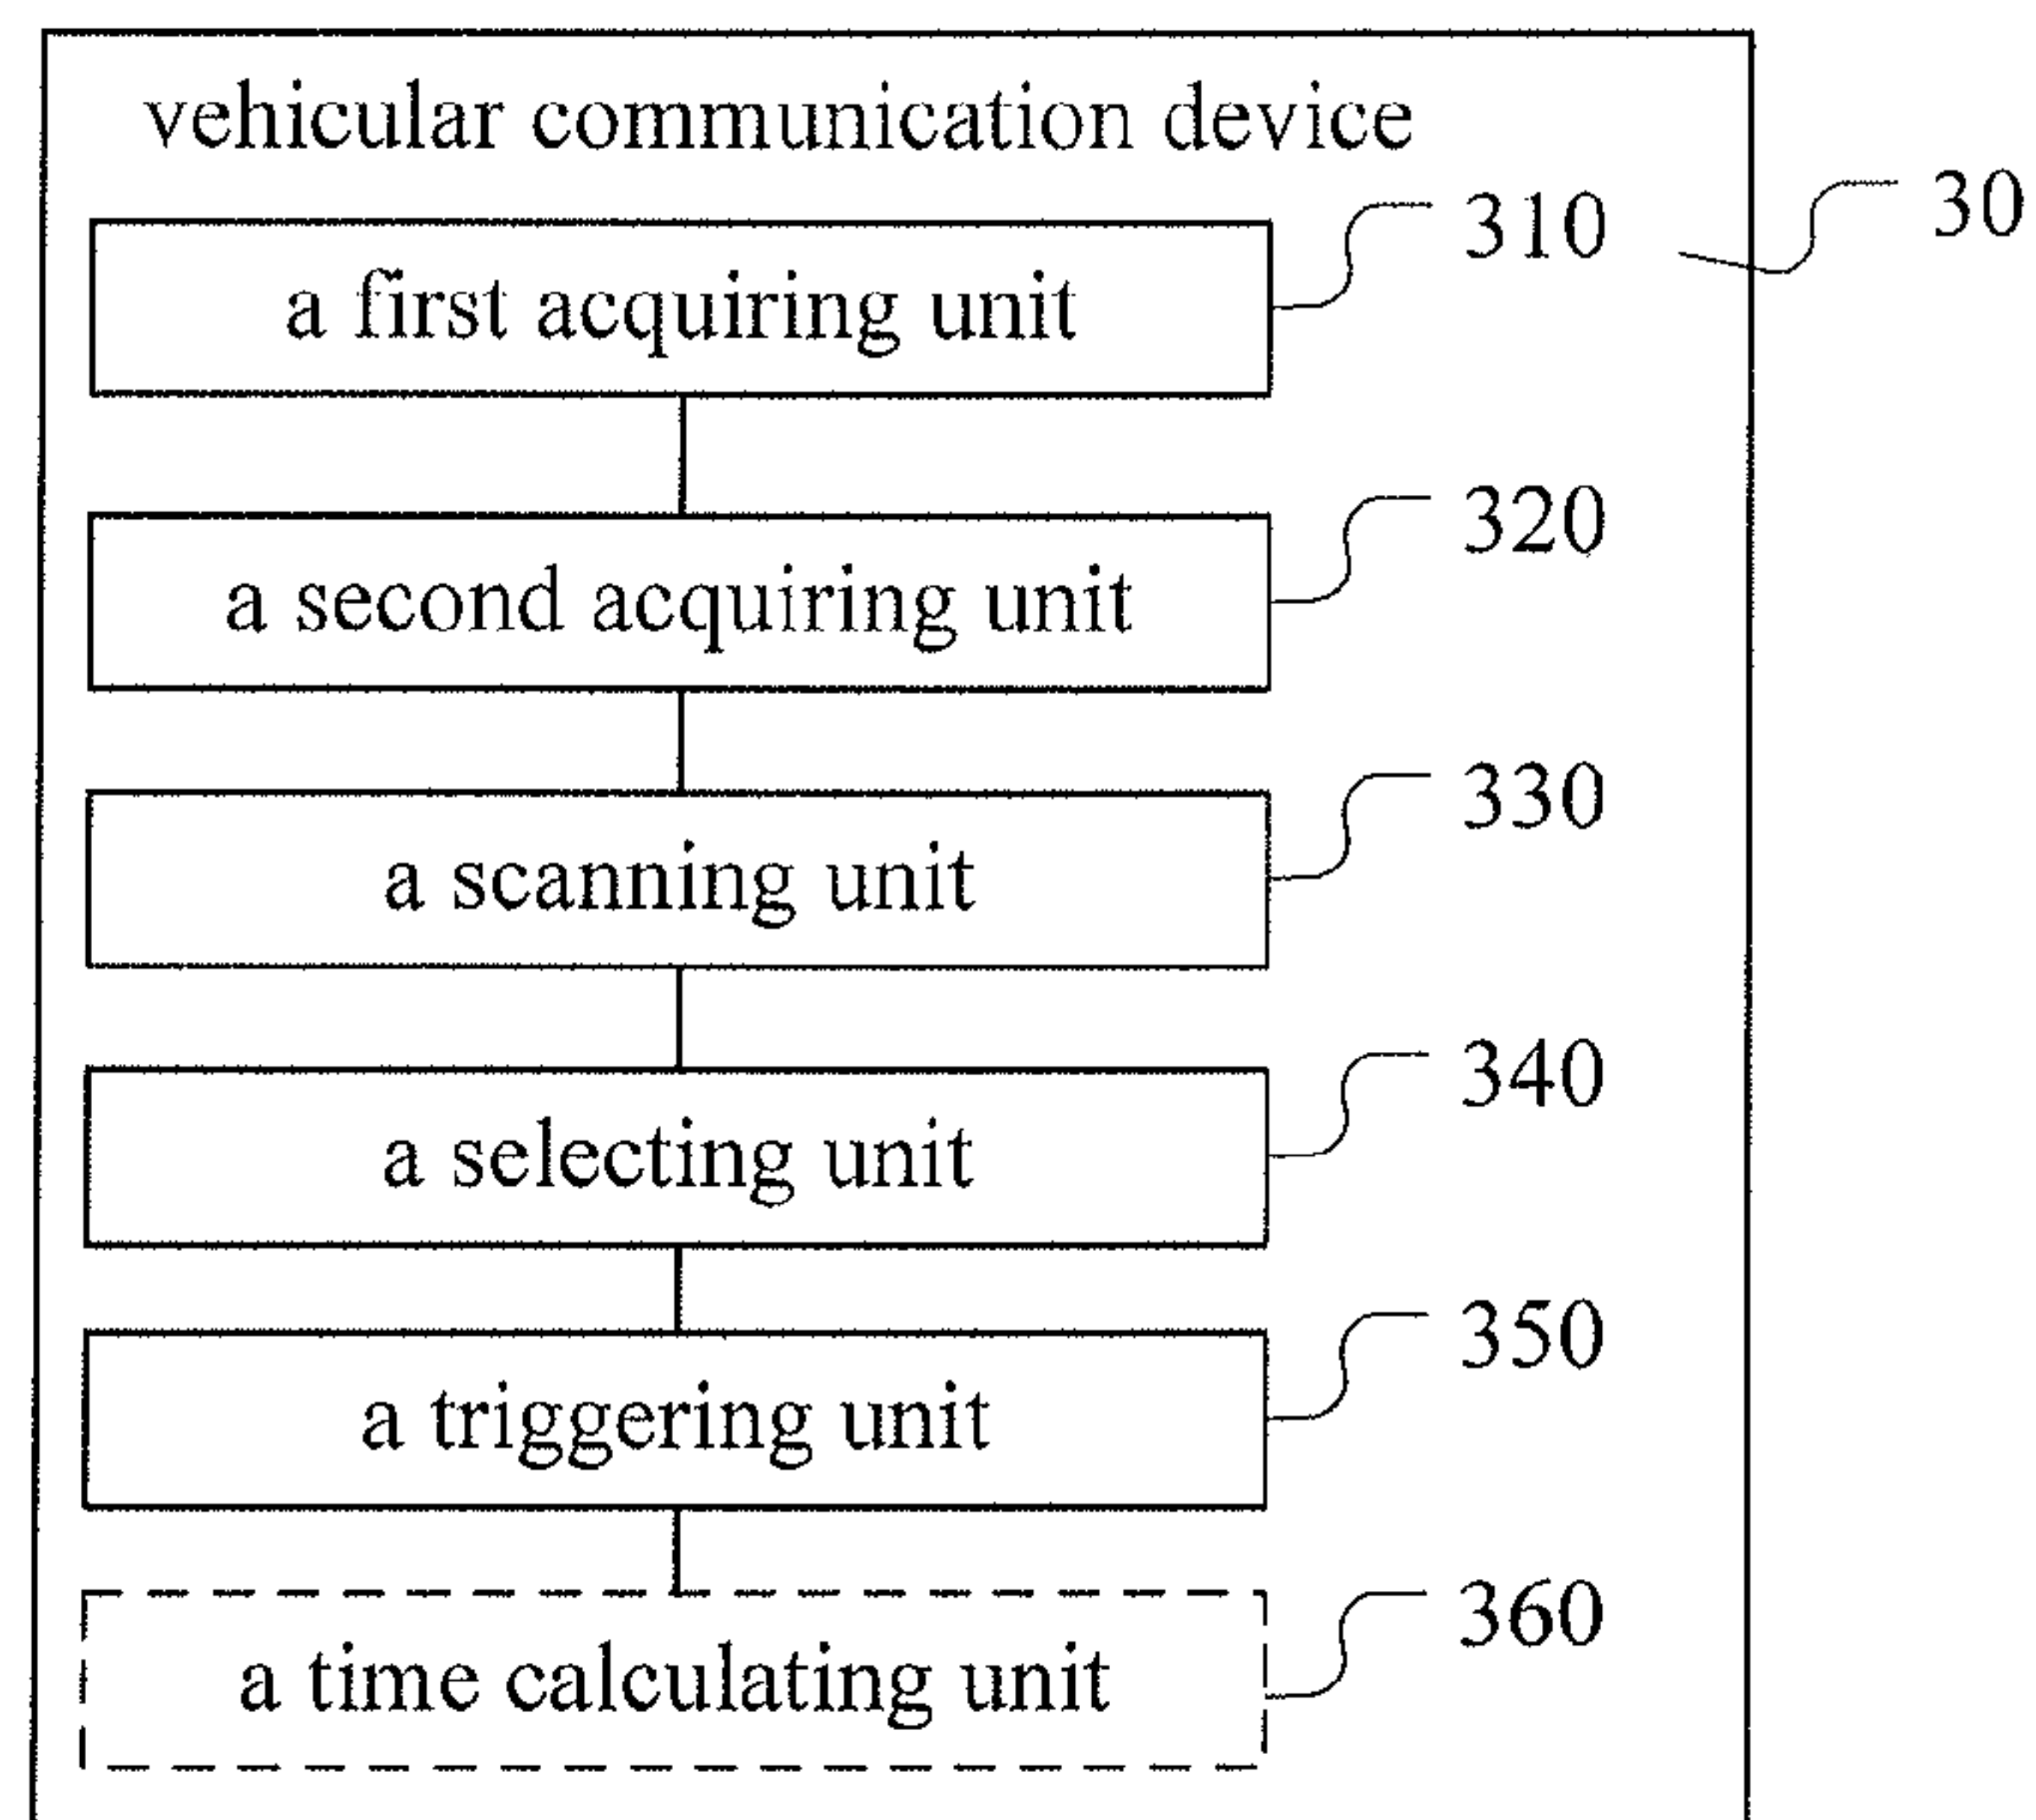 vehicular communication device
30
310
a first acquiring unit
320
a second acquiring unit
330
a scanning unit
340
a selecting unit
350
a triggering unit
360
a time calculating unit